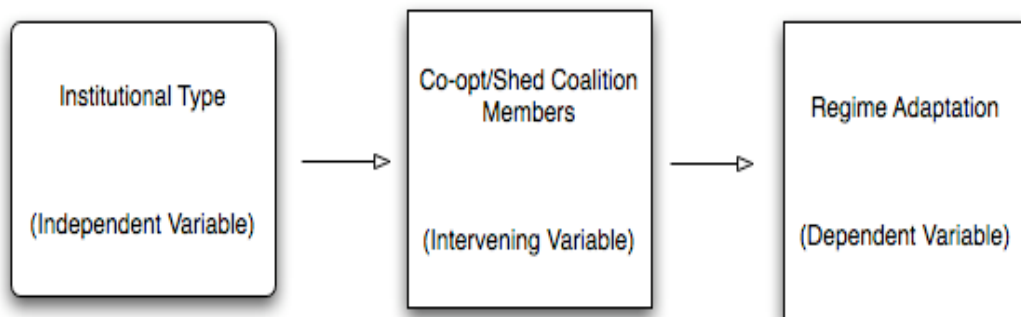 Institutional Type
(Independent Variable)
Co-opt/Shed Coalition
Members
(Intervening Variable)
Regime Adaptation
(Dependent Variable)